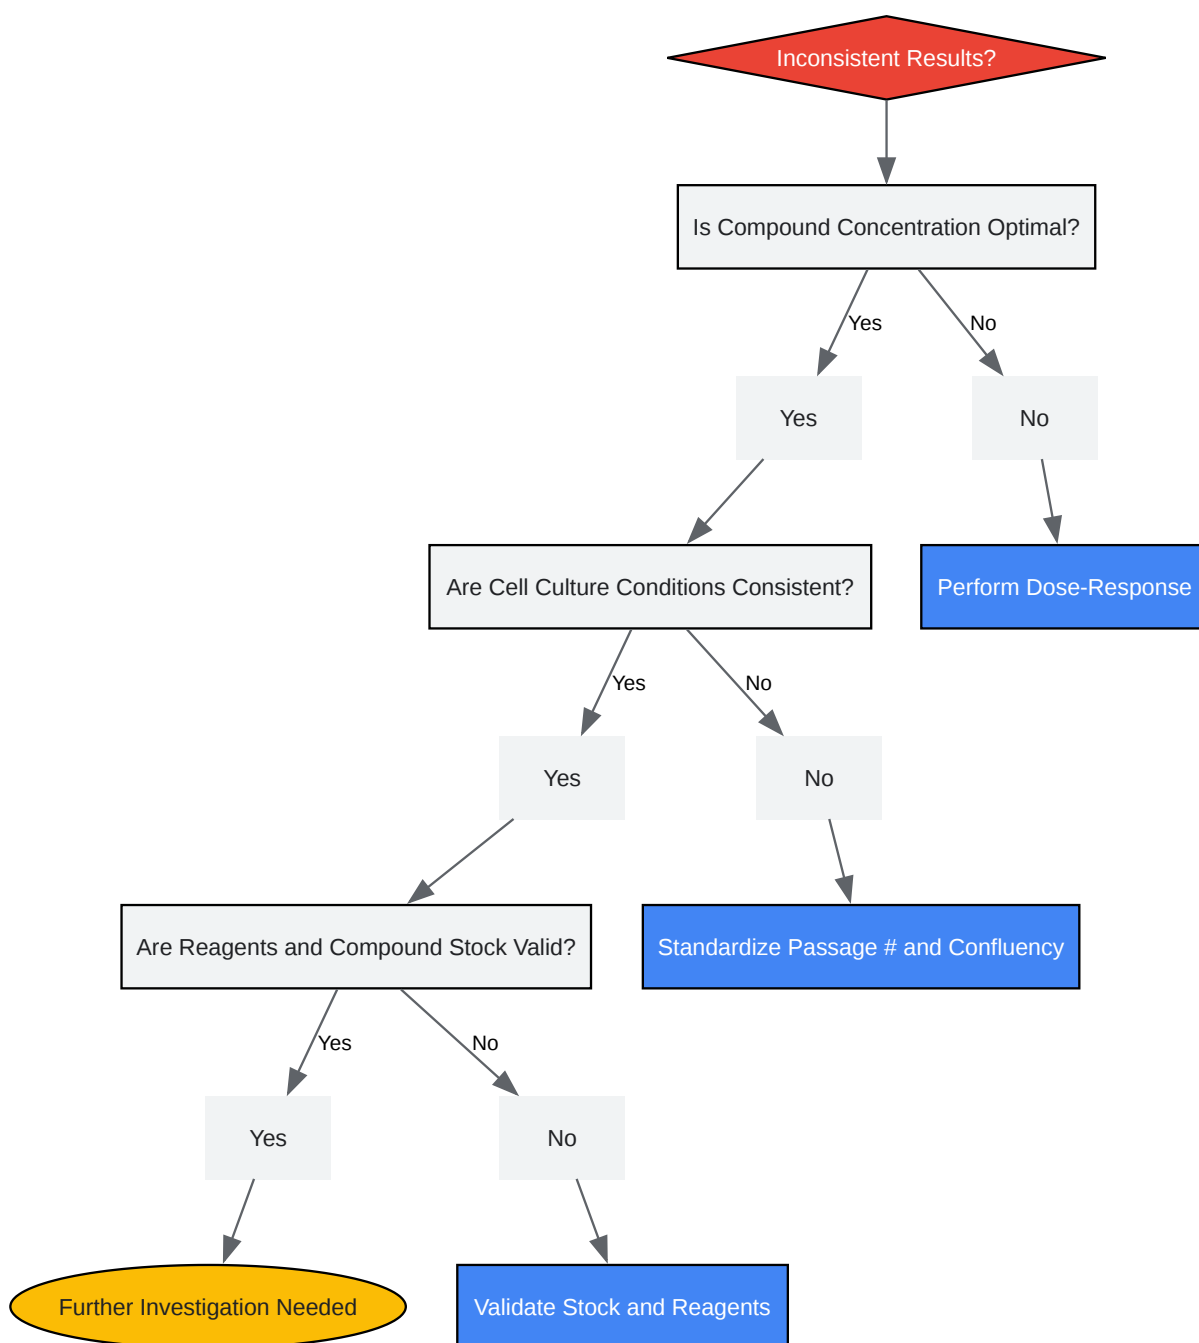 Inconsistent Results?
Is Compound Concentration Optimal?
Yes
No
Yes
No
Are Cell Culture Conditions Consistent?
Perform Dose-Response
Yes
No
Yes
No
Are Reagents and Compound Stock Valid?
Standardize Passage # and Confluency
Yes
No
Yes
No
Further Investigation Needed
Validate Stock and Reagents